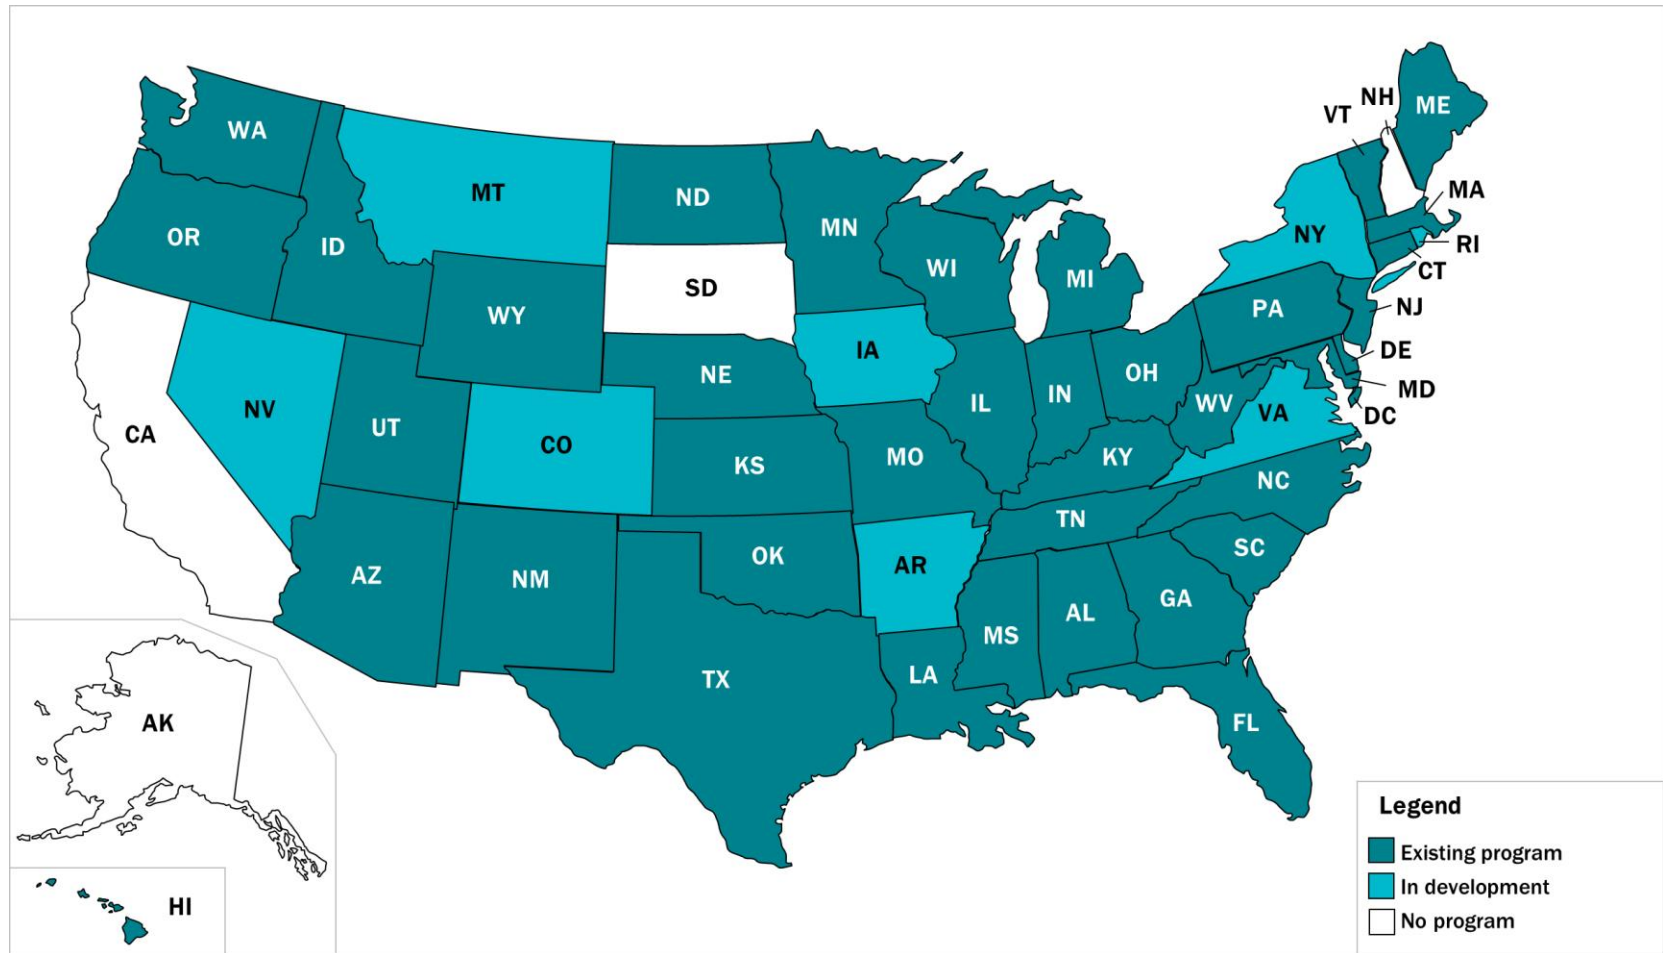 NH
ME
VT
WA
MA
MT
ND
MN
OR
NY
RI
ID
WI
CT
MI
SD
WY
PA
NJ
IA
DE
OH
NE
MD
IN
IL
WV
NV
VA
DC
UT
CA
CO
MO
KY
KS
NC
TN
SC
OK
AR
AZ
NM
GA
AL
MS
LA
TX
AK
FL
HI
Legend
Existing program
In development
No program